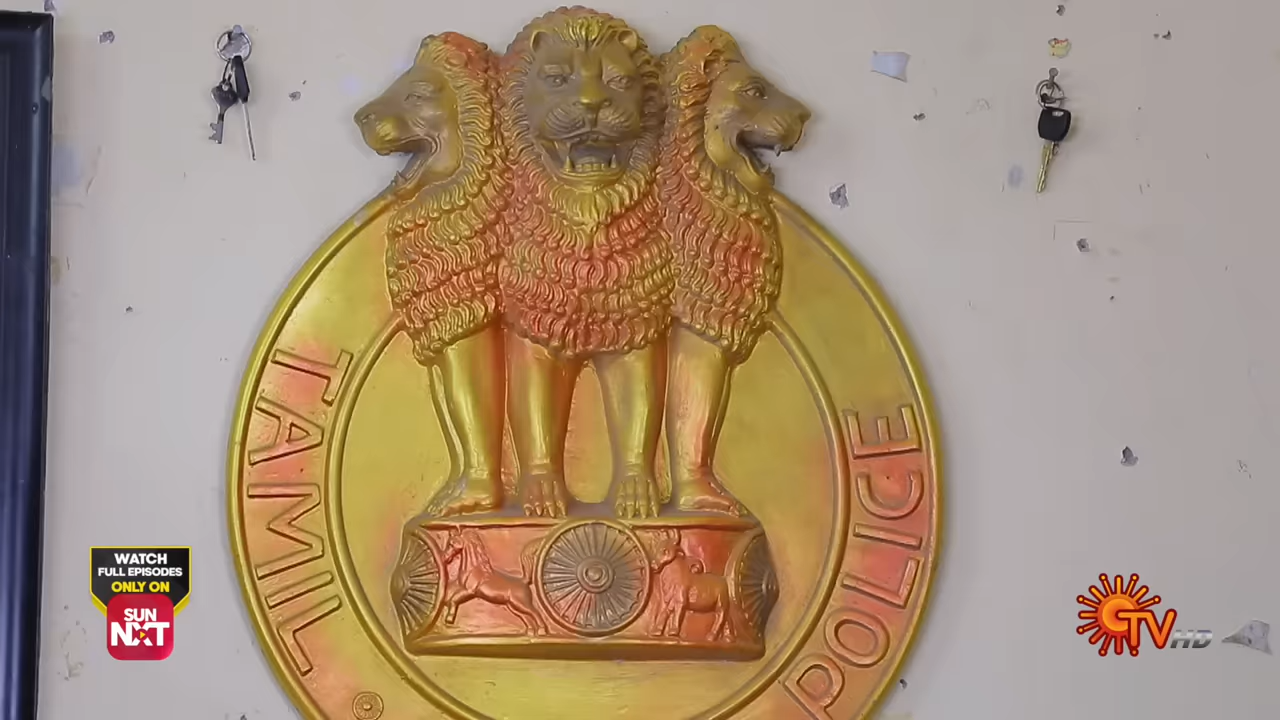 TAMIL
POLICE
WATCH
FULL EPISODES
ONLY ON
SUN
NXT
TV HD